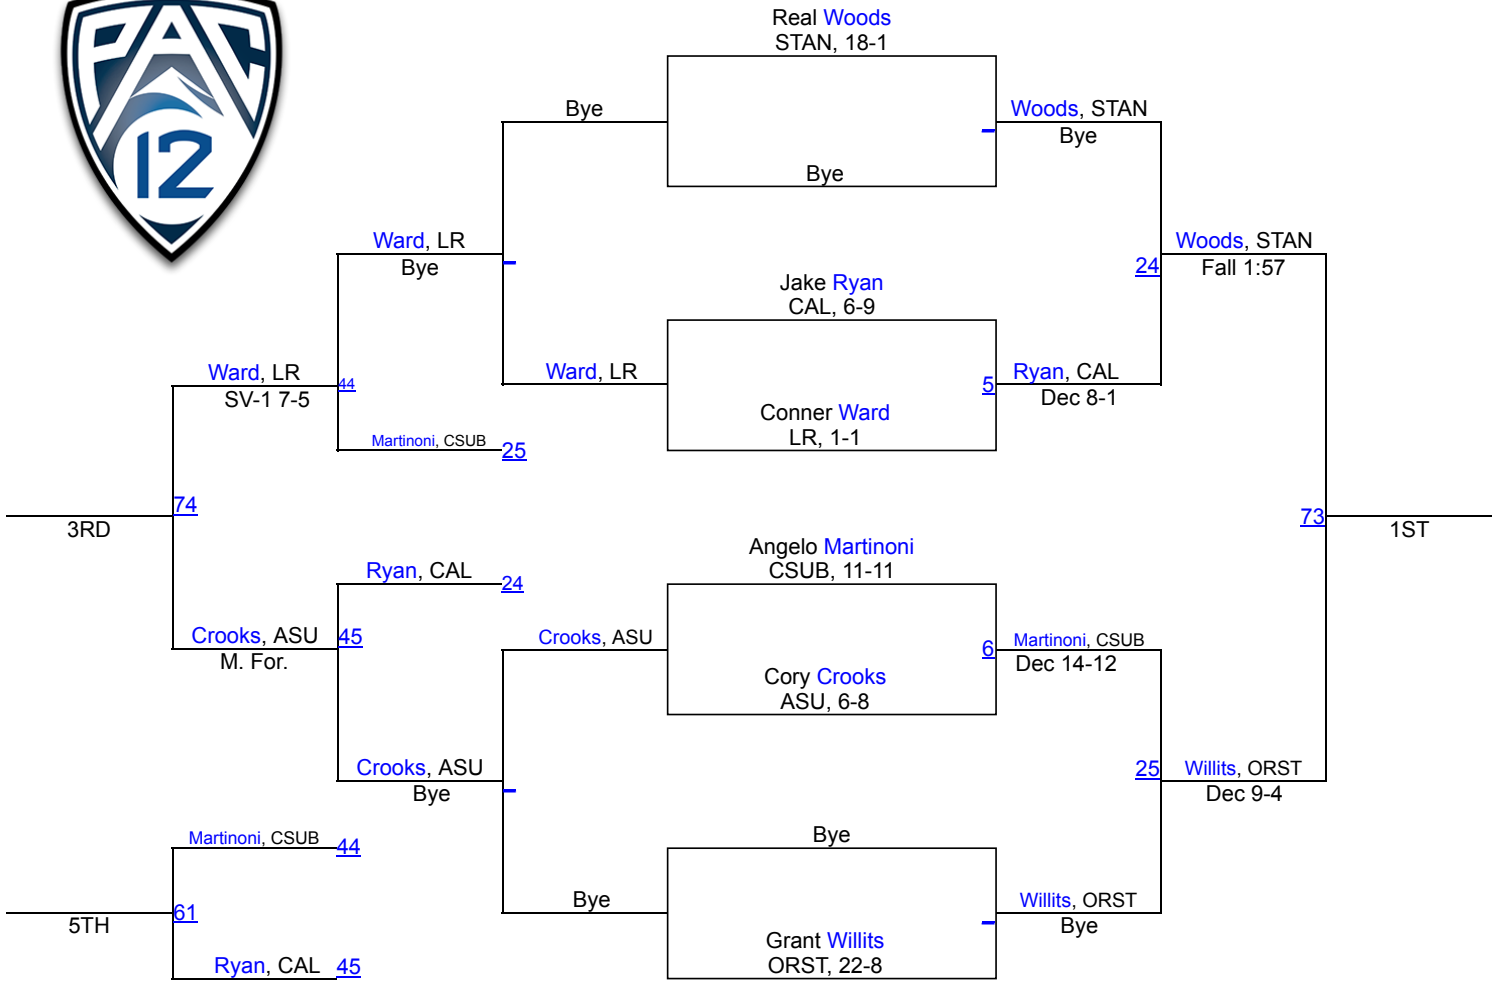 PAC
12
Real Woods
STAN, 18-1
Bye
Woods, STAN
Bye
Bye
Ward, LR
Bye
Woods, STAN
24
Fall 1:57
Jake Ryan
CAL, 6-9
Ward, LR
SV-1 7-5
44
Ward, LR
5
Ryan, CAL
Dec 8-1
Conner Ward
LR, 1-1
Martinoni, CSUB
25
74
3RD
73
1ST
Angelo Martinoni
CSUB, 11-11
Ryan, CAL
24
Crooks, ASU
M. For.
45
Crooks, ASU
6
Martinoni, CSUB
Dec 14-12
Cory Crooks
ASU, 6-8
Crooks, ASU
Bye
25
Willits, ORST
Dec 9-4
Bye
Martinoni, CSUB
44
Bye
Willits, ORST
Bye
61
5TH
Grant Willits
ORST, 22-8
Ryan, CAL
45